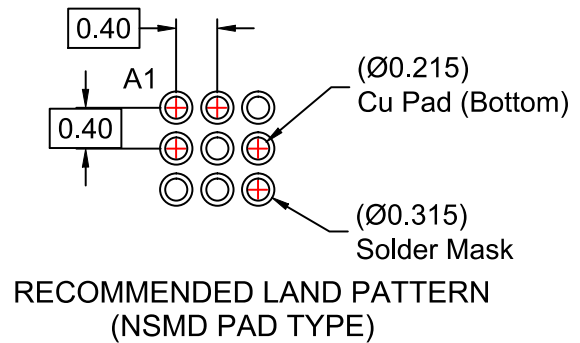 0.40
A1
0.40
(Ø0.215)
Cu Pad (Bottom)
(Ø0.315)
Solder Mask
RECOMMENDED LAND PATTERN
(NSMD PAD TYPE)